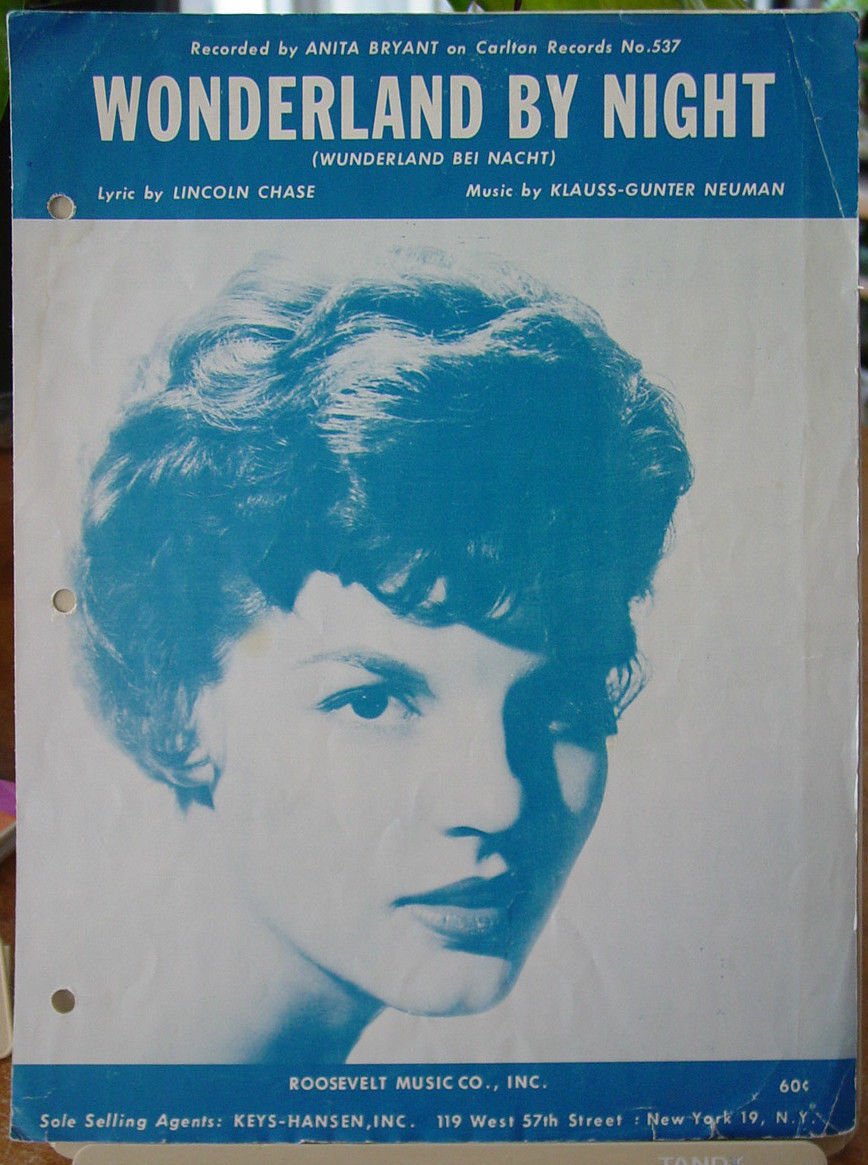 Recorded by ANITA BRYANT on Carlton Records No.537
WONDERLAND BY NIGHT
(WUNDERLAND BEI NACHT)
Lyric by LINCOLN CHASE Music by KLAUSS-GUNTER NEUMAN
ROOSEVELT MUSIC CO., INC. 60¢
Sole Selling Agents: KEYS-HANSEN, INC. 119 West 57th Street : New York 19, N.Y.